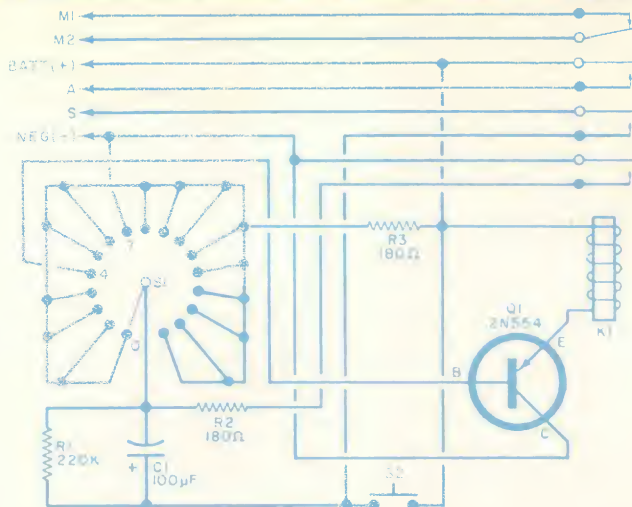 M1
M2
BATT(+)
A
S
NEG(-)
7
R3
180Ω
4
S1
Q1
2N554
K1
0
E
B
R2
180Ω
C
R1
220K
C1
+ 100µF
S2